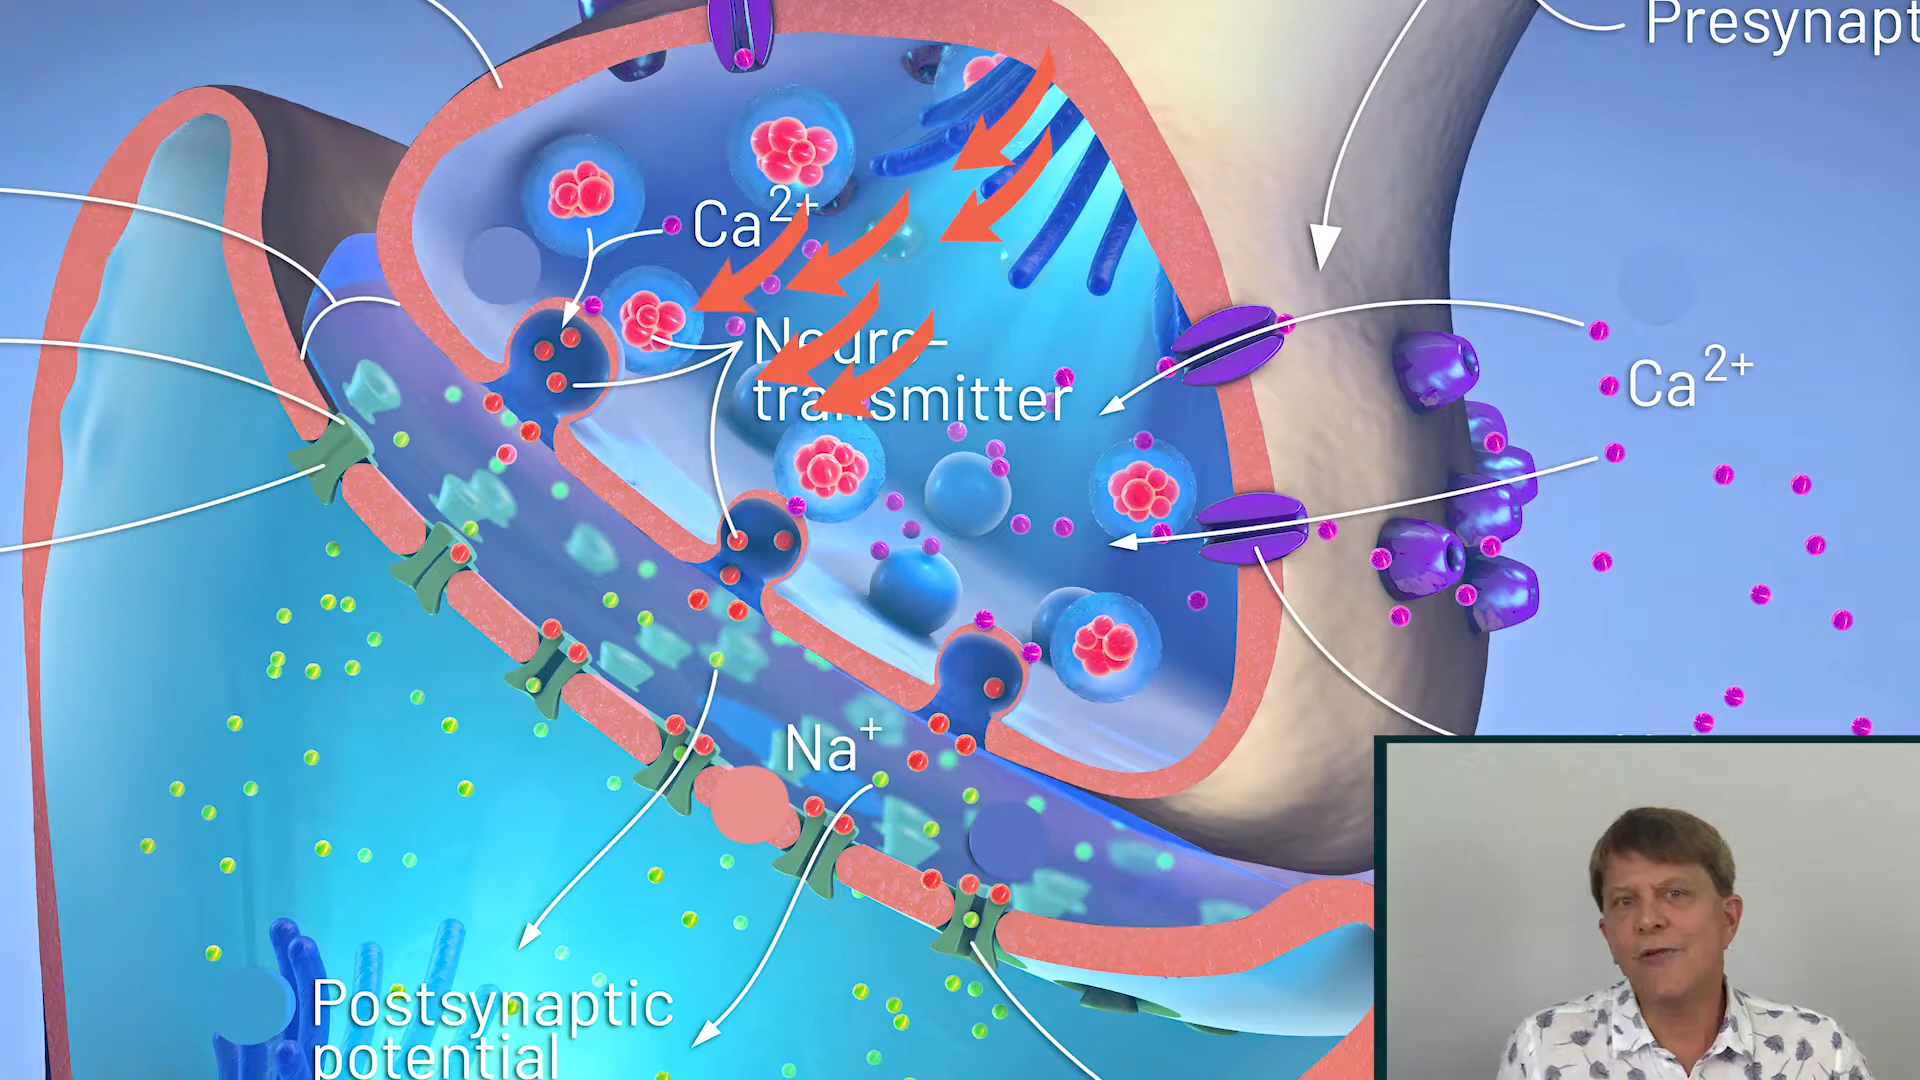 Presynapt
Ca2+
Neuro-
transmitter
Ca2+
Na+
Postsynaptic
potential